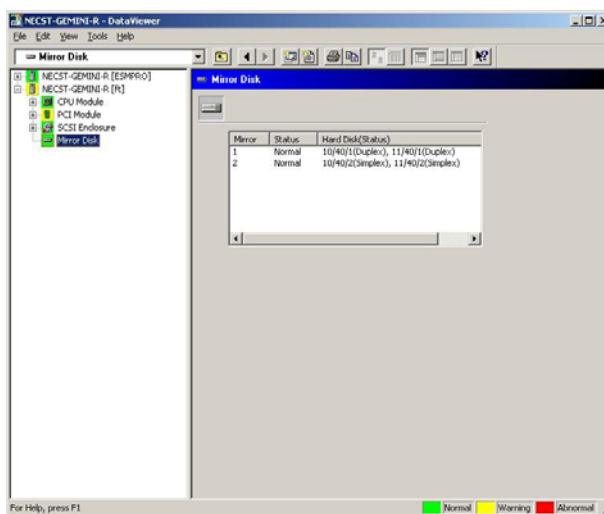 NECST-GEMINI-R - DataViewer
File Edit View Tools Help
Mirror Disk
NECST-GEMINI-R [ESMPRO]
NECST-GEMINI-R [ft]
CPU Module
PCI Module
SCSI Enclosure
Mirror Disk
Mirror Disk
Mirror Status Hard Disk(Status)
1 Normal 10/40/1(Duplex), 11/40/1(Duplex)
2 Normal 10/40/2(Simplex), 11/40/2(Simplex)
For Help, press F1
Normal Warning Abnormal